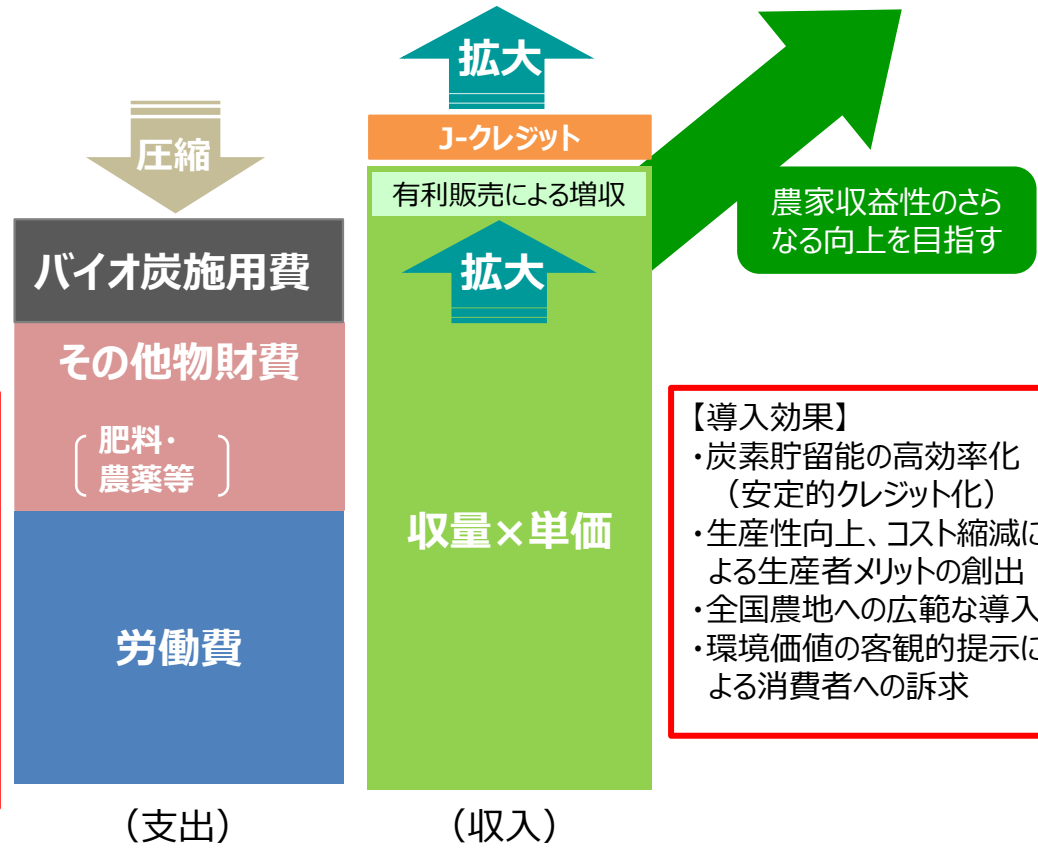 圧縮
バイオ炭施用費
その他物財費
肥料・
農薬等
労働費
（支出）
拡大
J-クレジット
有利販売による増収
拡大
収量×単価
（収入）
農家収益性のさら
なる向上を目指す
【導入効果】
・炭素貯留能の高効率化
（安定的クレジット化）
・生産性向上、コスト縮減に
よる生産者メリットの創出
・全国農地への広範な導入
・環境価値の客観的提示に
よる消費者への訴求